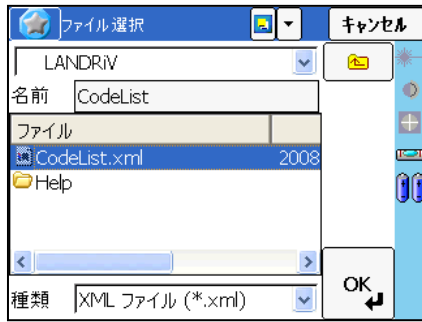 ファイル選択
キャンセル
LANDRiV
名前 CodeList
ファイル
CodeList.xml 2008
Help
種類 XML ファイル (*.xml)
OK